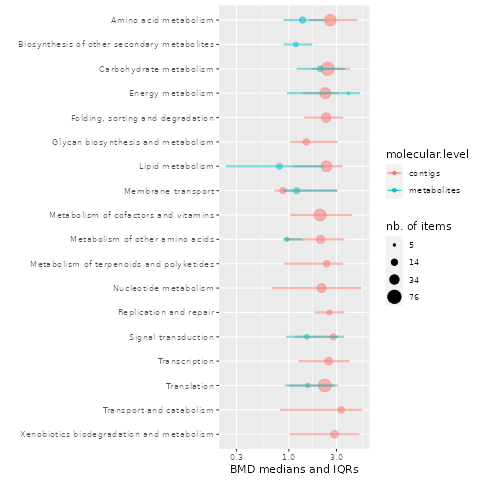 Amino acid metabolism
Biosynthesis of other secondary metabolites
Carbohydrate metabolism
Energy metabolism
Folding, sorting and degradation
Glycan biosynthesis and metabolism
Lipid metabolism
Membrane transport
Metabolism of cofactors and vitamins
Metabolism of other amino acids
Metabolism of terpenoids and polyketides
Nucleotide metabolism
Replication and repair
Signal transduction
Transcription
Translation
Transport and catabolism
Xenobiotics biodegradation and metabolism
0.3 1.0 3.0
BMD medians and IQRs
molecular.level
contigs
metabolites
nb. of items
5
14
34
76